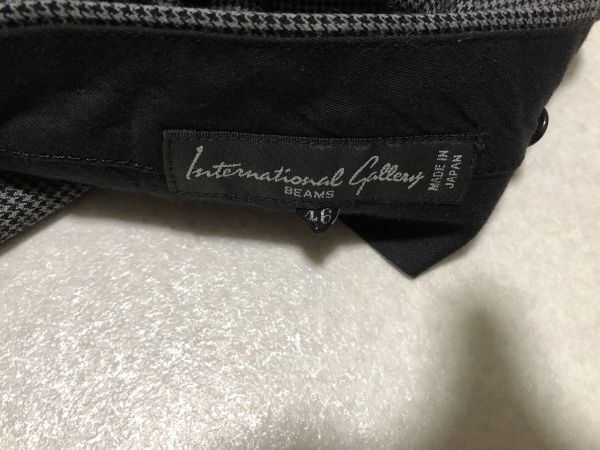 International Gallery
BEAMS
MADE IN
JAPAN
46